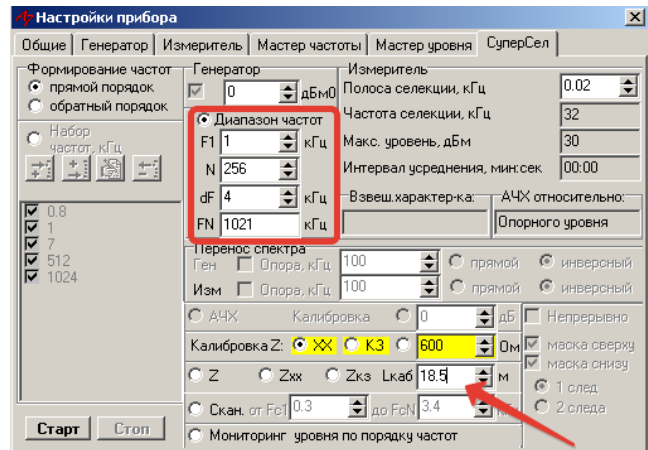 Настройки прибора
Общие Генератор Измеритель Мастер частоты Мастер уровня СуперСел
Формирование частот
прямой порядок
обратный порядок
Набор
частот, кГц
0.8
1
7
512
1024
Старт Стоп
Генератор
0 дБм0
Диапазон частот
F1 1 кГц
N 256
dF 4 кГц
FN 1021 кГц
Измеритель
Полоса селекции, кГц 0.02
Частота селекции, кГц 32
Макс. уровень, дБм 30
Интервал усреднения, мин:сек 00:00
Взвеш.характер-ка: АЧХ относительно:
Опорного уровня
Перенос спектра
Ген Опора, кГц 100 прямой инверсный
Изм Опора, кГц 100 прямой инверсный
АЧХ Калибровка 0 дБ
Калибровка Z: ХХ КЗ 600 Ом
Z Zхх Zкз Lкаб 18.5 м
Скан. от Fc1 0.3 до FcN 3.4
Мониторинг уровня по порядку частот
Непрерывно
маска сверху
маска снизу
1 след
2 следа